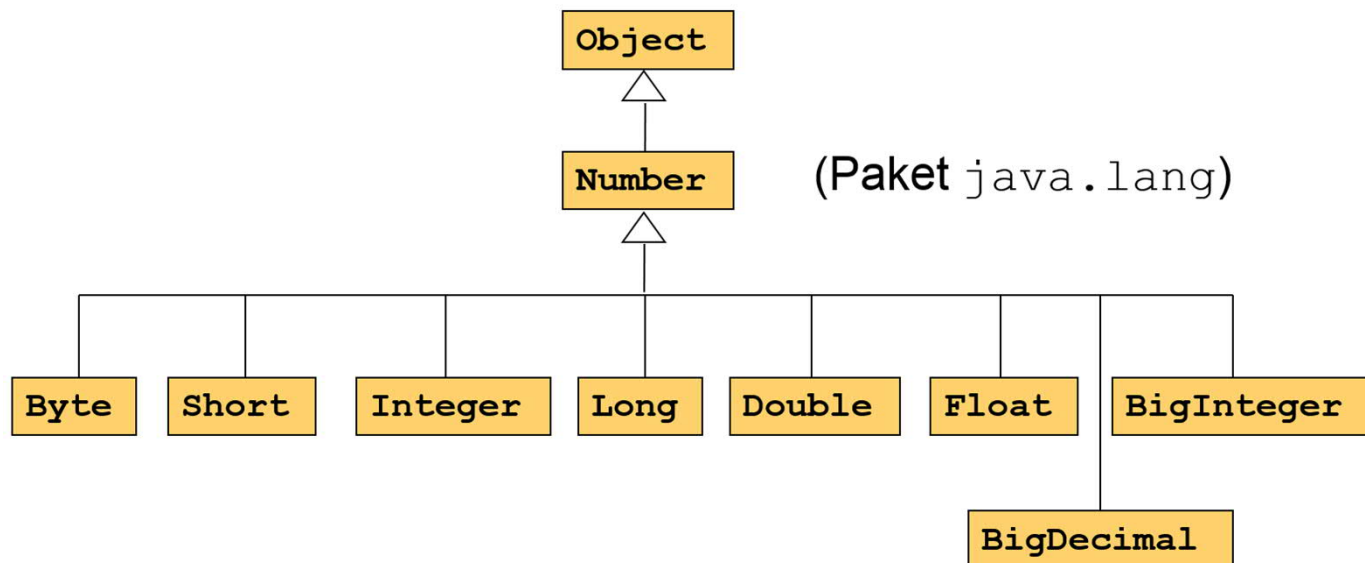 Object
Number
(Paket java.lang)
Byte
Short
Integer
Long
Double
Float
BigInteger
BigDecimal